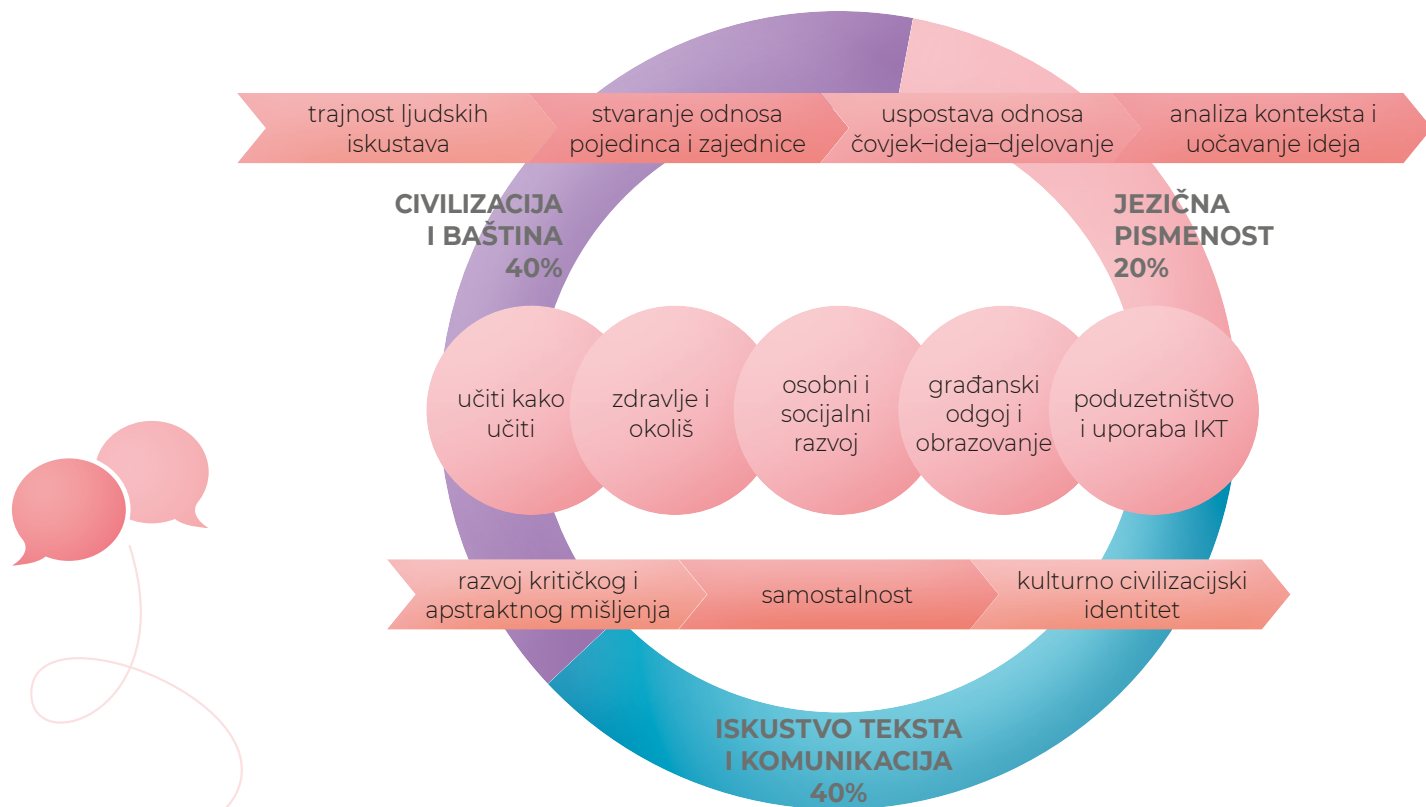 trajnost ljudskih
iskustava
stvaranje odnosa
pojedinca i zajednice
uspostava odnosa
čovjek–ideja–djelovanje
analiza konteksta i
uočavanje ideja
CIVILIZACIJA
I BAŠTINA
40%
JEZIČNA
PISMENOST
20%
učiti kako
učiti
zdravlje i
okoliš
osobni i
socijalni
razvoj
građanski
odgoj i
obrazovanje
poduzetništvo
i uporaba IKT
razvoj kritičkog i
apstraktnog mišljenja
samostalnost
kulturno civilizacijski
identitet
ISKUSTVO TEKSTA
I KOMUNIKACIJA
40%